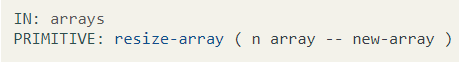 IN: arrays
PRIMITIVE: resize-array ( n array -- new-array )